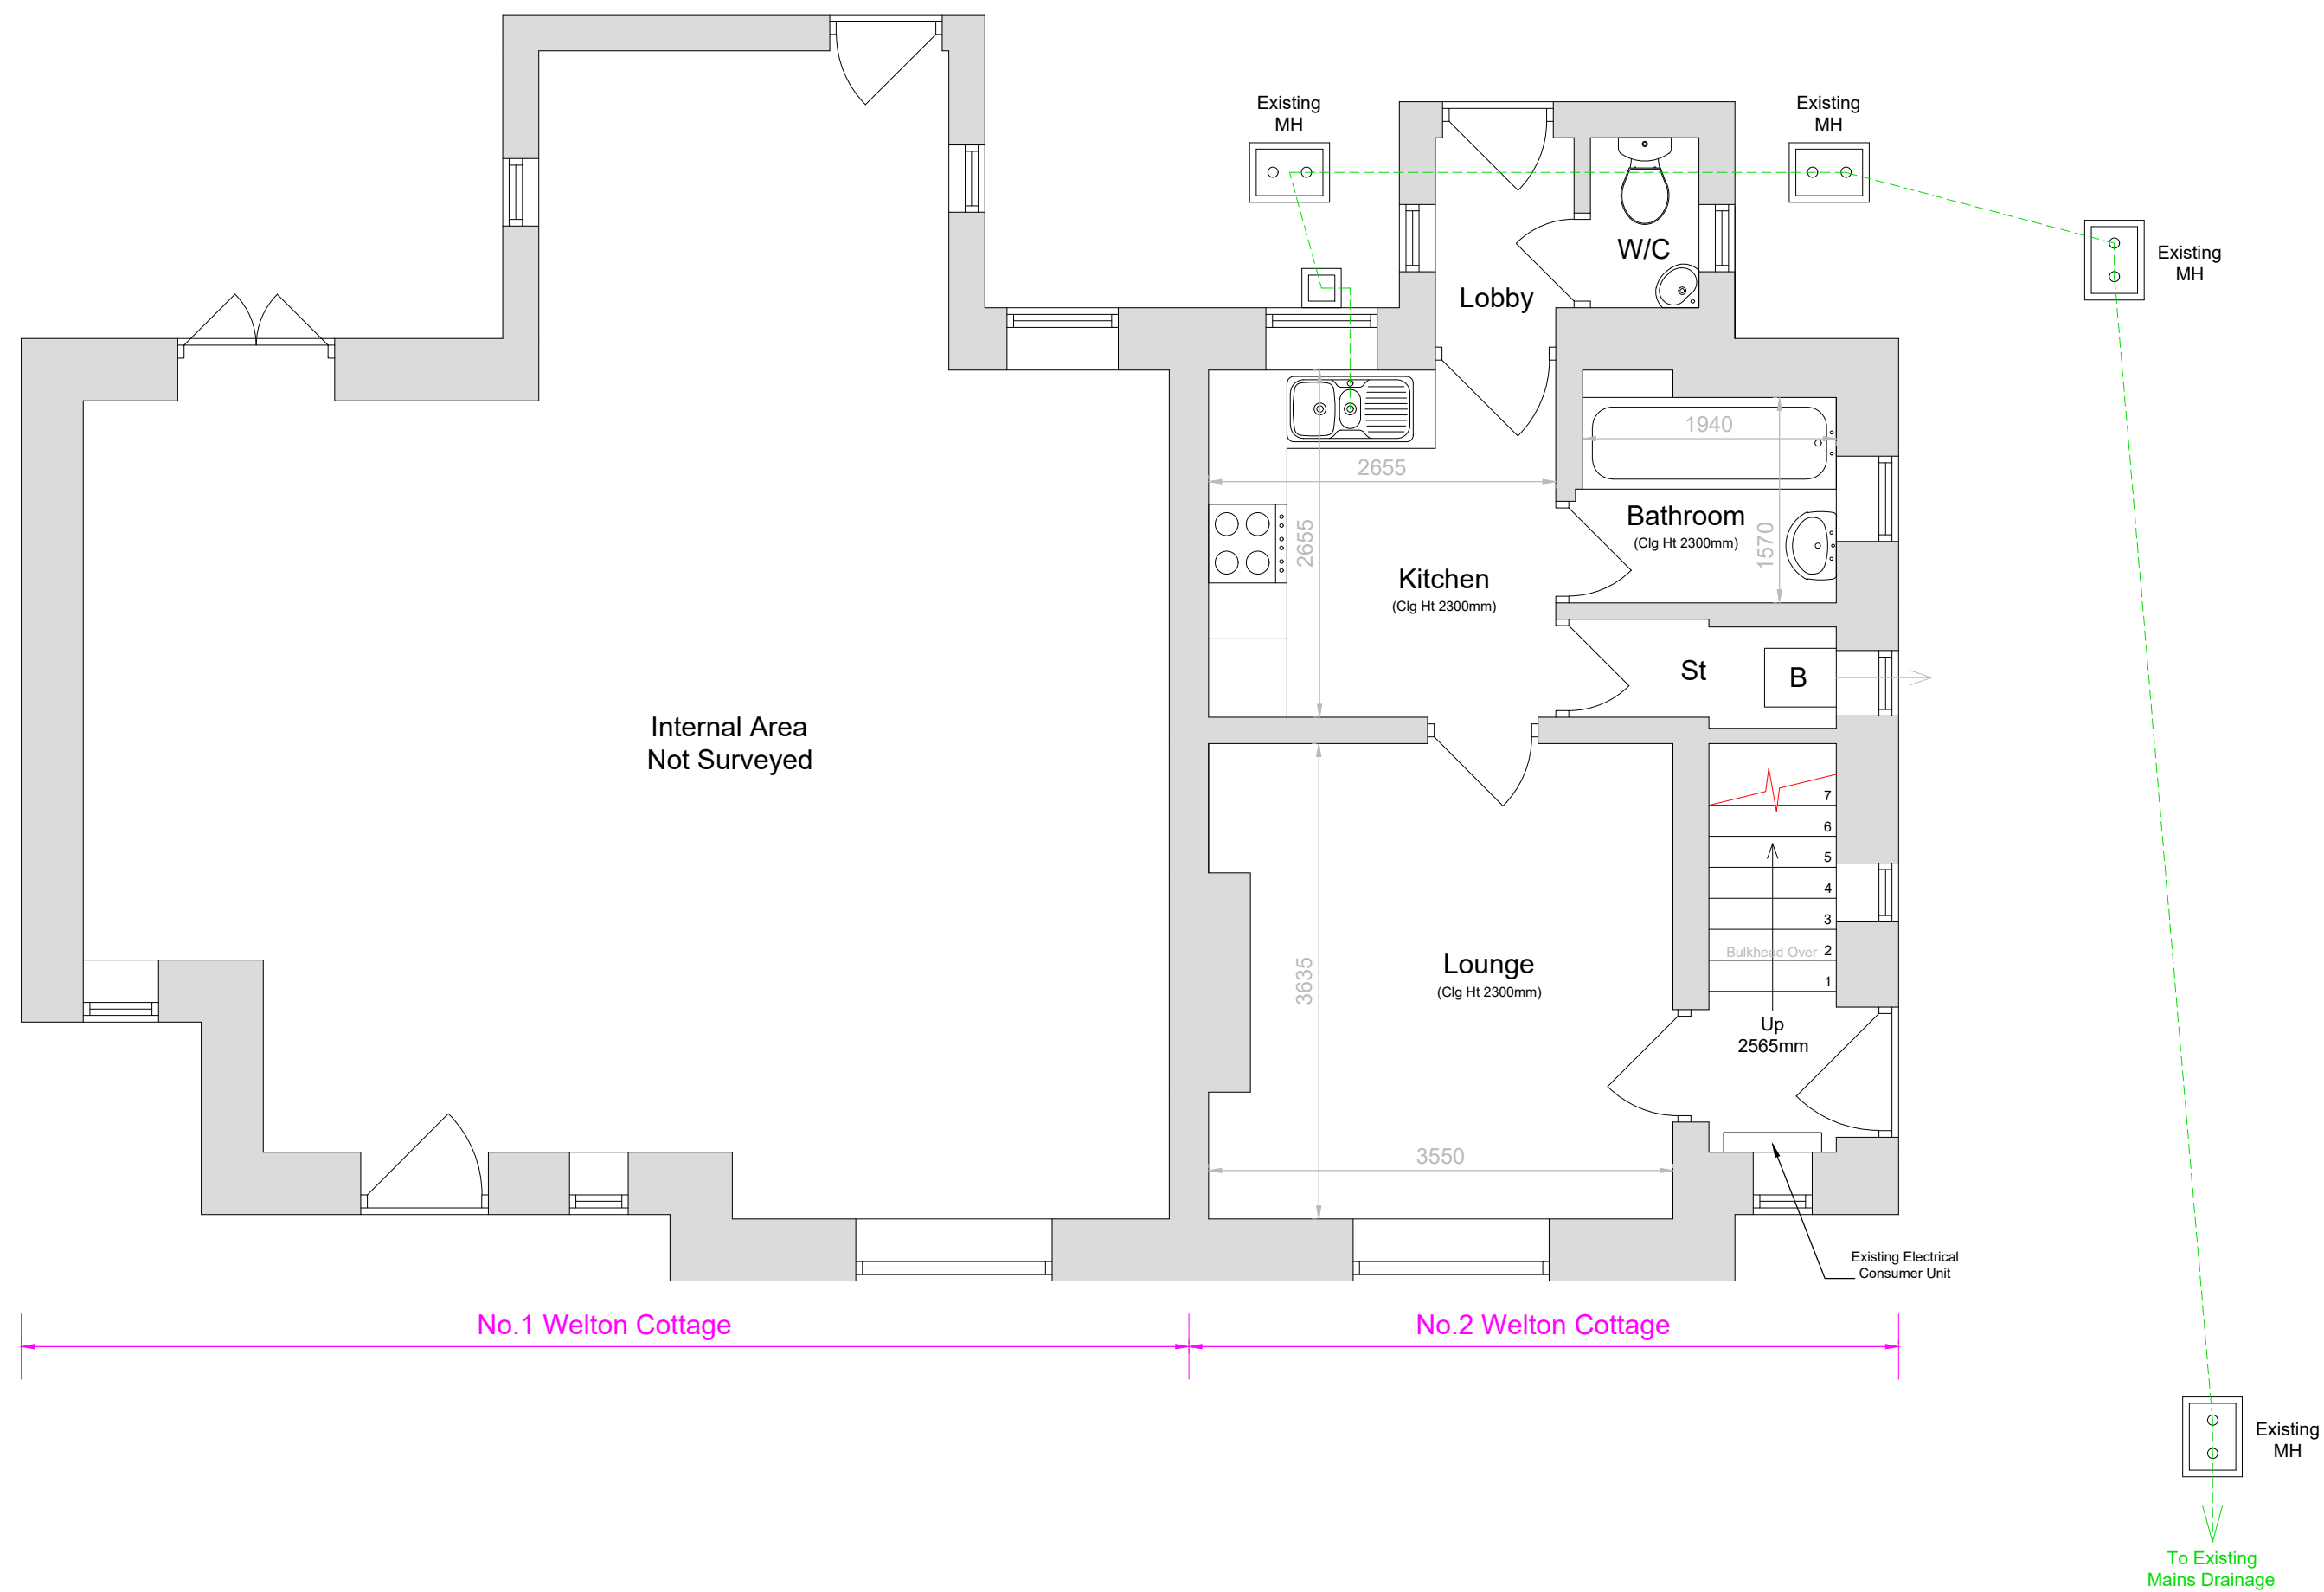 Existing
MH
Existing
MH
Existing
MH
W/C
Lobby
1940
2655
2655
Bathroom
(Clg Ht 2300mm)
1570
Kitchen
(Clg Ht 2300mm)
St
B
Internal Area
Not Surveyed
7
6
5
4
3
Bulkhead Over
2
1
Lounge
(Clg Ht 2300mm)
3635
Up
2565mm
3550
Existing Electrical
Consumer Unit
No.1 Welton Cottage
No.2 Welton Cottage
Existing
MH
To Existing
Mains Drainage